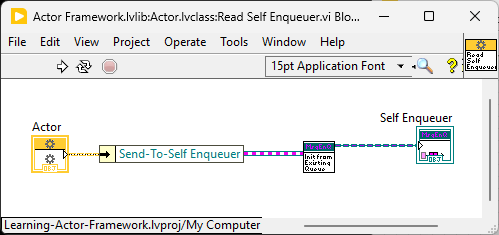 Actor Framework.lvlib:Actor.lvclass:Read Self Enqueuer.vi Blo...
File Edit View Project Operate Tools Window Help
15pt Application Font
Read
Self
Enqueuer
Actor
OBJ
Send-To-Self Enqueuer
Init from
Existing
Queue
Self Enqueuer
OBJ
Learning-Actor-Framework.lvproj/My Computer